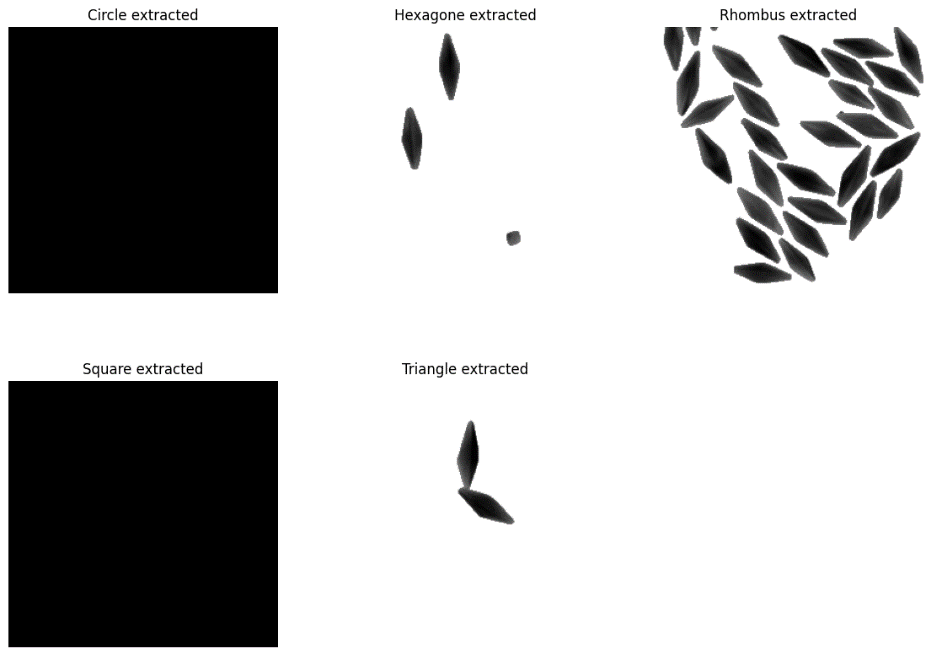 Circle extracted
Hexagone extracted
Rhombus extracted
Square extracted
Triangle extracted